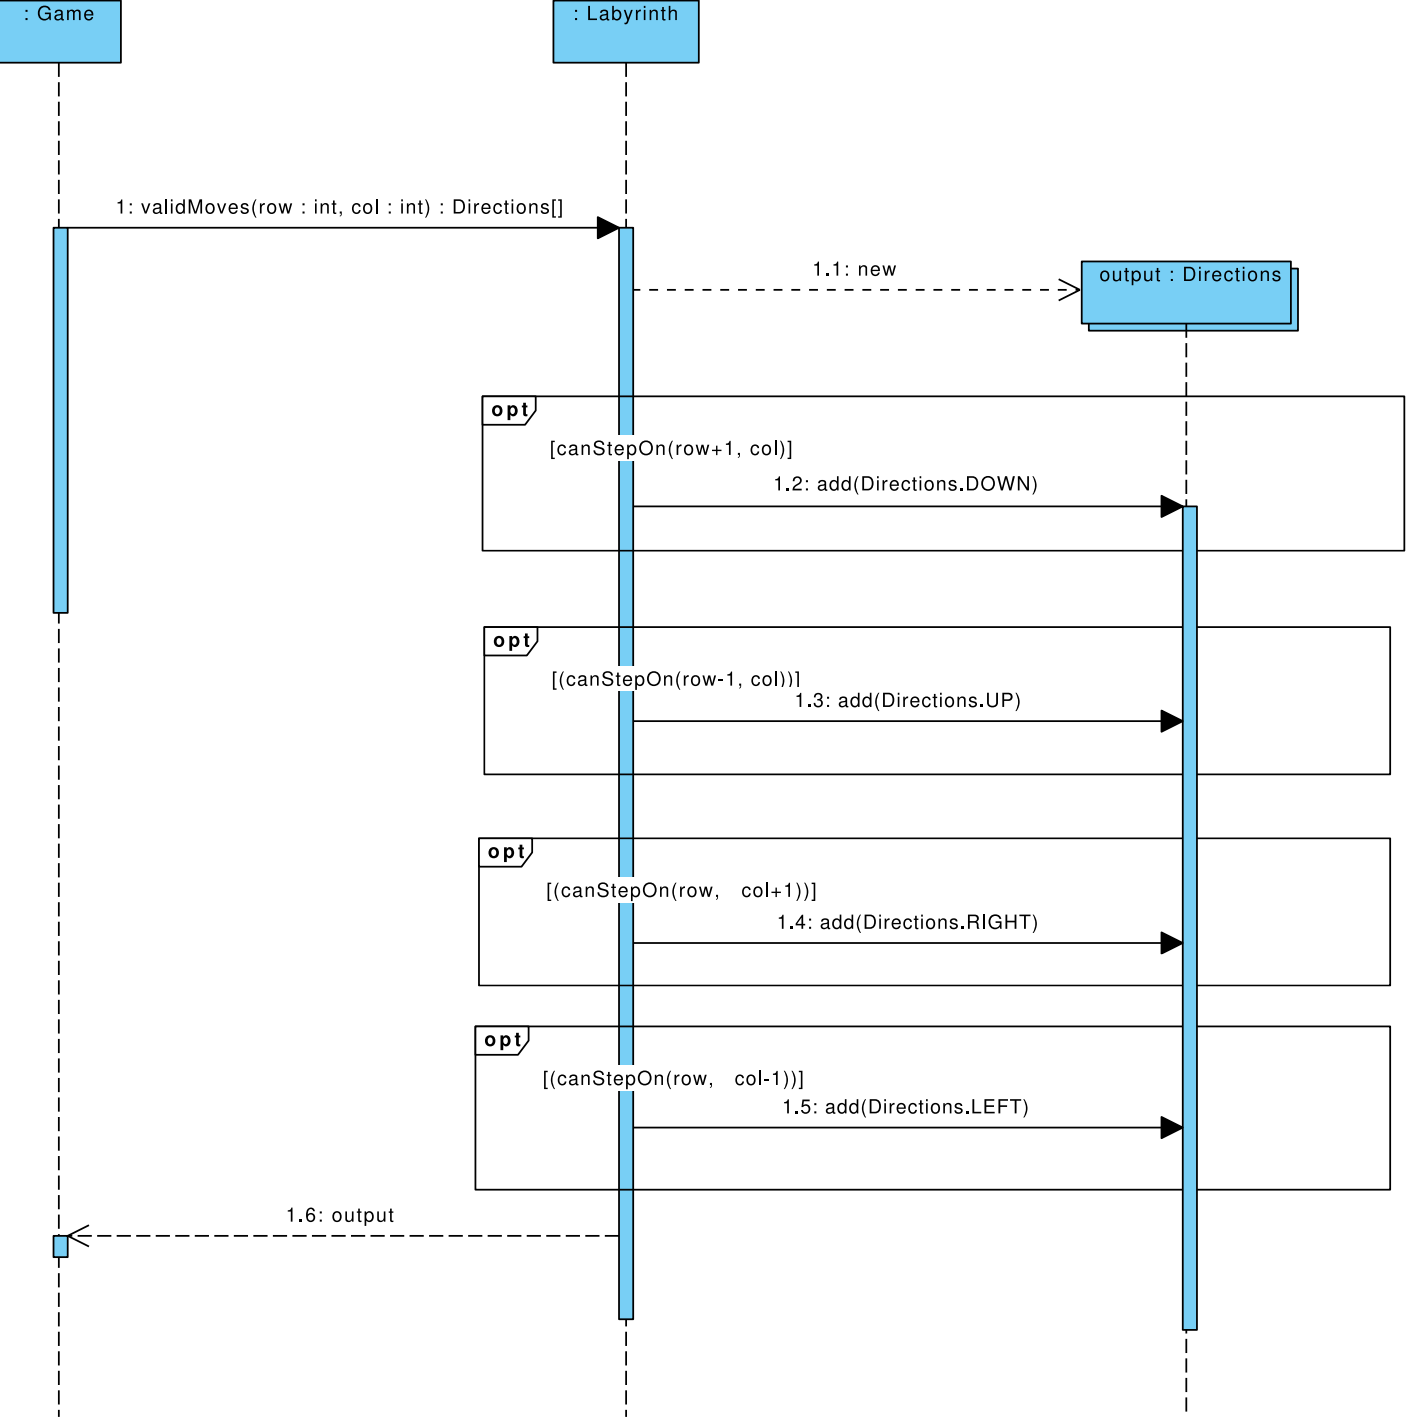 : Game
: Labyrinth
1: validMoves(row : int, col : int) : Directions[]
1.1: new
output : Directions
opt
[canStepOn(row+1, col)]
1.2: add(Directions.DOWN)
opt
[(canStepOn(row-1, col))]
1.3: add(Directions.UP)
opt
[(canStepOn(row, col+1))]
1.4: add(Directions.RIGHT)
opt
[(canStepOn(row, col-1))]
1.5: add(Directions.LEFT)
1.6: output